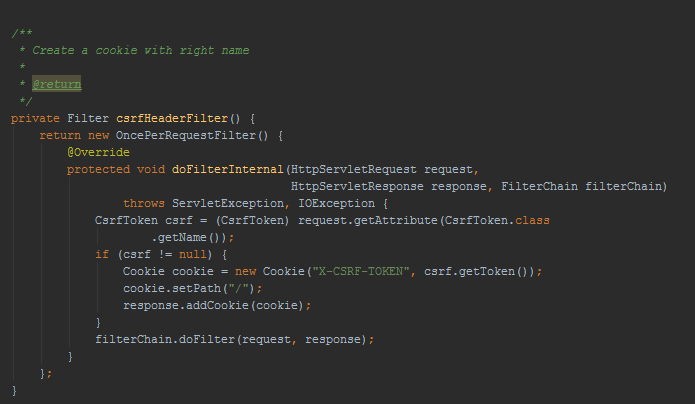 /**
 * Create a cookie with right name
 *
 * @return
 */
private Filter csrfHeaderFilter() {
    return new OncePerRequestFilter() {
        @Override
        protected void doFilterInternal(HttpServletRequest request,
                                        HttpServletResponse response, FilterChain filterChain)
                throws ServletException, IOException {
            CsrfToken csrf = (CsrfToken) request.getAttribute(CsrfToken.class
                    .getName());
            if (csrf != null) {
                Cookie cookie = new Cookie("X-CSRF-TOKEN", csrf.getToken());
                cookie.setPath("/");
                response.addCookie(cookie);
            }
            filterChain.doFilter(request, response);
        }
    };
}